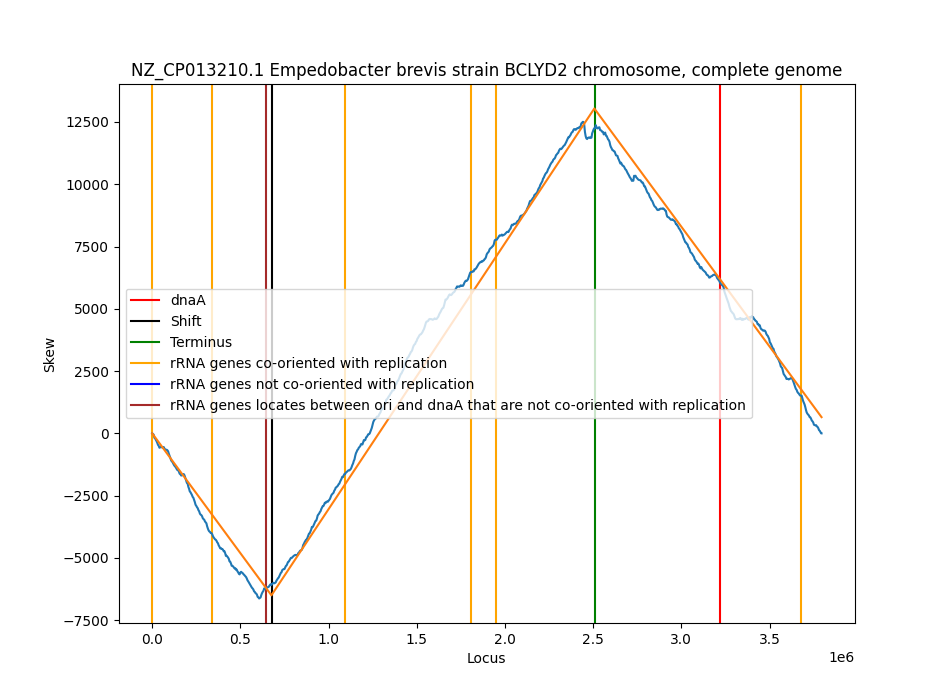 NZ_CP013210.1 Empedobacter brevis strain BCLYD2 chromosome, complete genome
12500
10000
7500
5000
2500
0
−2500
−5000
−7500
Skew
dnaA
Shift
Terminus
rRNA genes co-oriented with replication
rRNA genes not co-oriented with replication
rRNA genes locates between ori and dnaA that are not co-oriented with replication
0.0 0.5 1.0 1.5 2.0 2.5 3.0 3.5
Locus
1e6